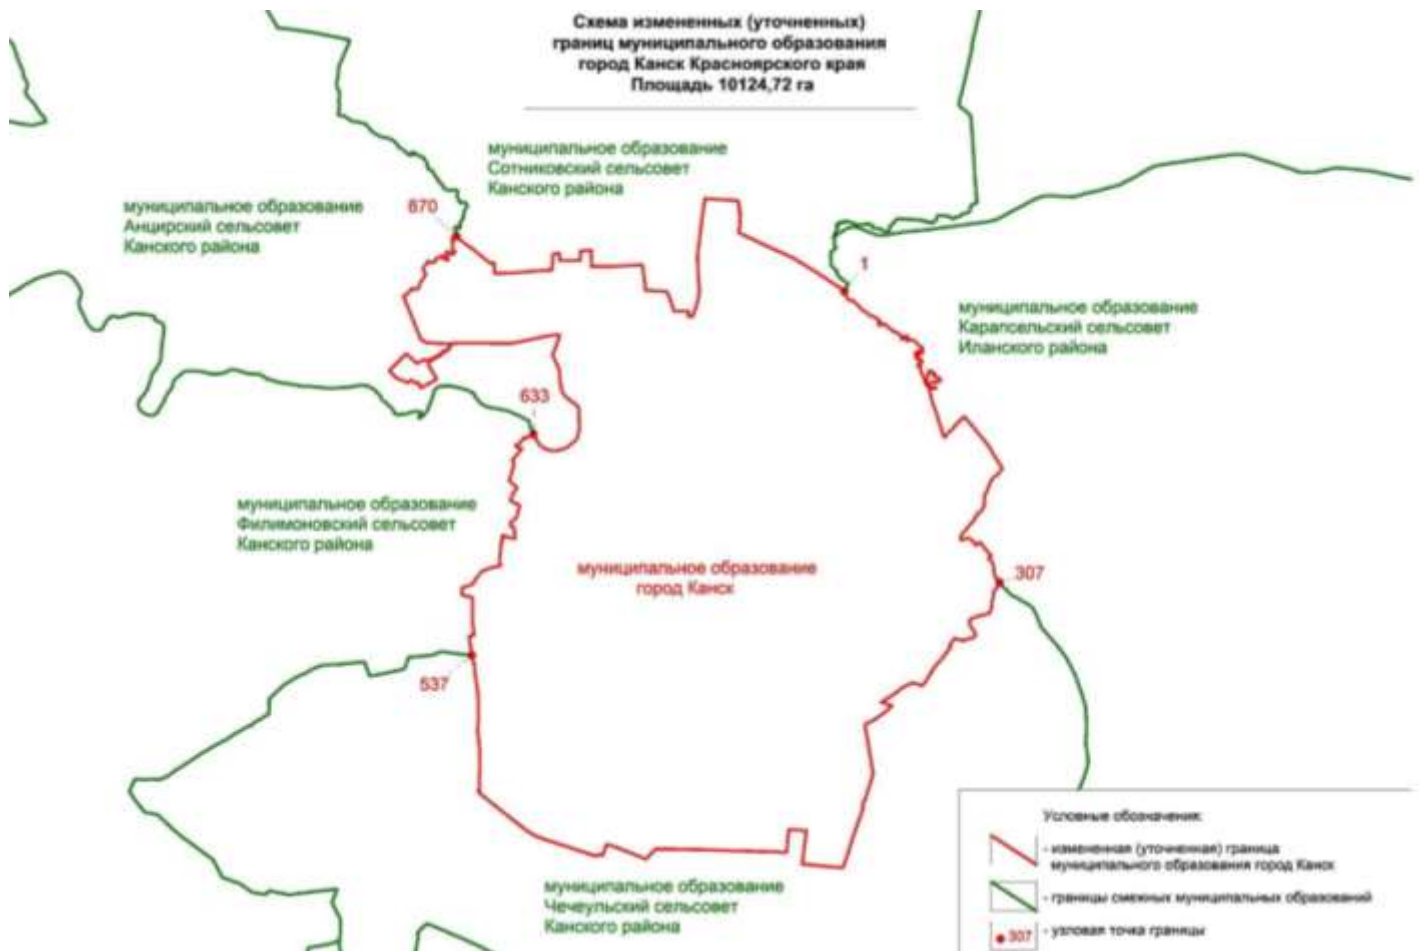 Схема измененных (уточненных)
границ муниципального образования
город Канск Красноярского края
Площадь 10124,72 га
муниципальное образование
Сотниковский сельсовет
Канского района
муниципальное образование
Анцирский сельсовет
Канского района
670
1
муниципальное образование
Карапсельский сельсовет
Иланского района
633
муниципальное образование
Филимоновский сельсовет
Канского района
муниципальное образование
город Канск
307
537
муниципальное образование
Чечеульский сельсовет
Канского района
Условные обозначения:
- измененная (уточненная) граница
муниципального образования город Канск
- границы смежных муниципальных образований
307 - узловая точка границы